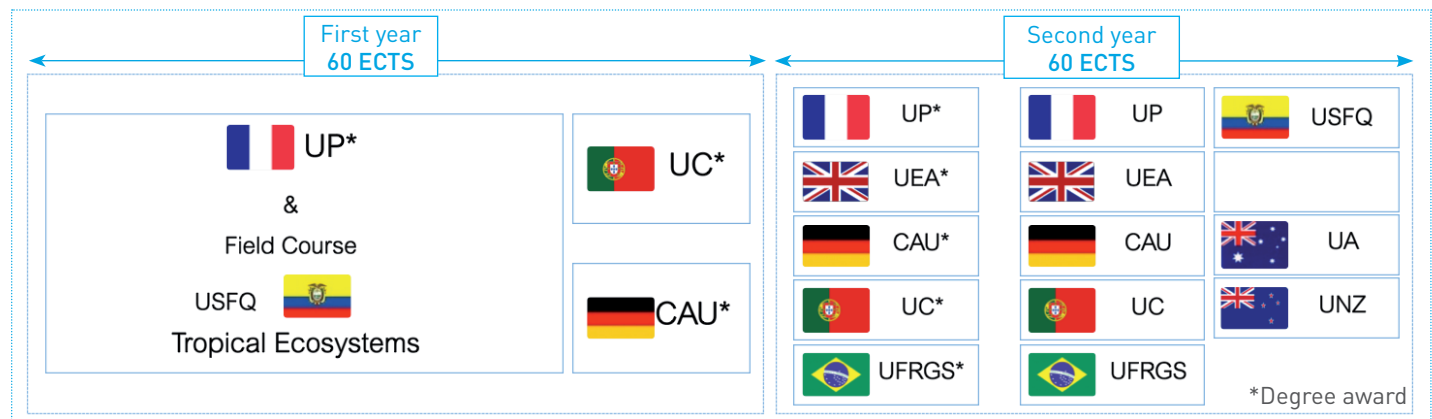 First year
60 ECTS
Second year
60 ECTS
UP*
&
Field Course
USFQ
Tropical Ecosystems
UC*
CAU*
UP*
UEA*
CAU*
UC*
UFRGS*
UP
UEA
CAU
UC
UFRGS
USFQ
UA
UNZ
*Degree award